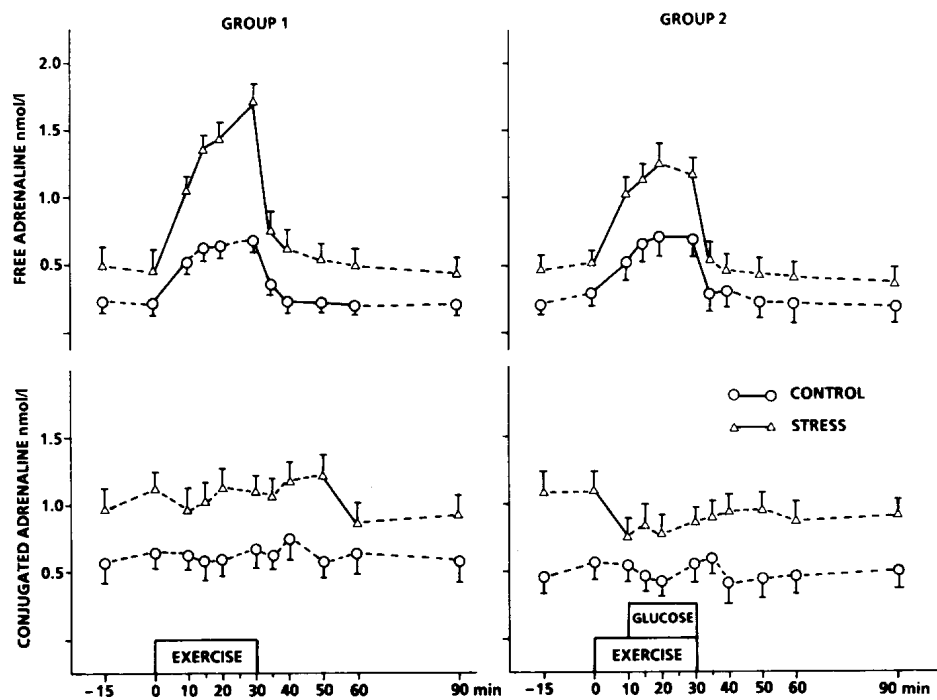 GROUP 1
GROUP 2
FREE ADRENALINE nmol/l
2.0
1.5
1.0
0.5
CONJUGATED ADRENALINE nmol/l
1.5
1.0
0.5
CONTROL
STRESS
EXERCISE
GLUCOSE
EXERCISE
-15 0 10 20 30 40 50 60 90 min
-15 0 10 20 30 40 50 60 90 min